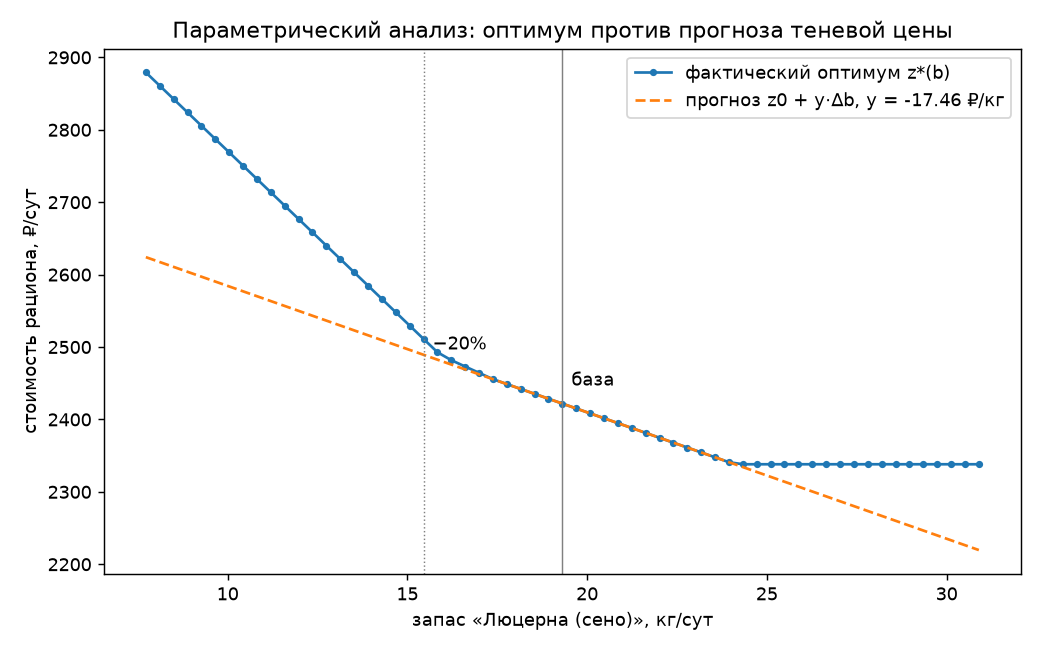 Параметрический анализ: оптимум против прогноза теневой цены
фактический оптимум z*(b)
прогноз z0 + y·Δb, y = -17.46 ₽/кг
2900
2800
2700
2600
2500
2400
2300
2200
стоимость рациона, ₽/сут
−20%
база
10
15
20
25
30
запас «Люцерна (сено)», кг/сут